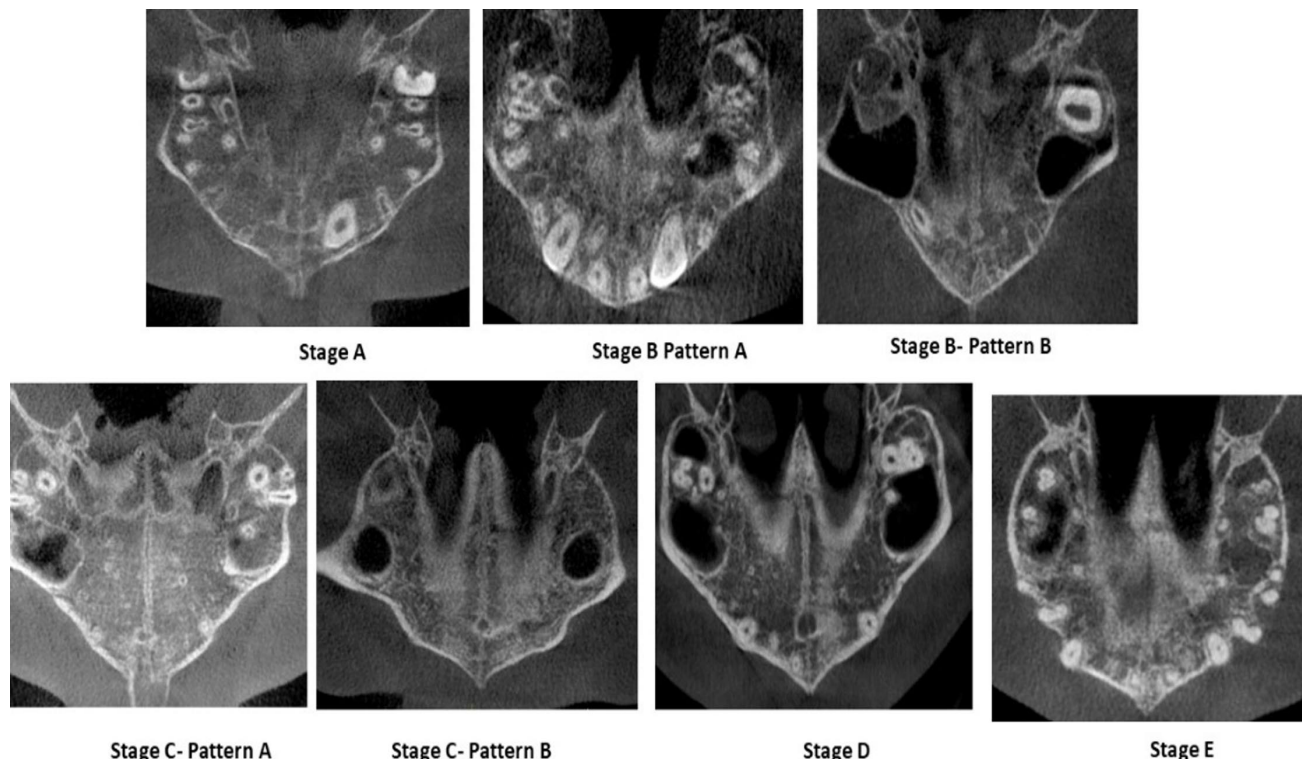 Stage A
Stage B Pattern A
Stage B- Pattern B
Stage C- Pattern A
Stage C- Pattern B
Stage D
Stage E